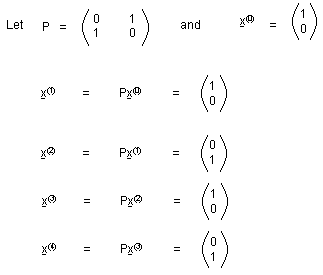 Let P = ( 0 1 ; 1 0 ) and x⁽⁰⁾ = ( 1 ; 0 )
x⁽¹⁾ = Px⁽⁰⁾ = ( 1 ; 0 )
x⁽²⁾ = Px⁽¹⁾ = ( 0 ; 1 )
x⁽³⁾ = Px⁽²⁾ = ( 1 ; 0 )
x⁽⁴⁾ = Px⁽³⁾ = ( 0 ; 1 )